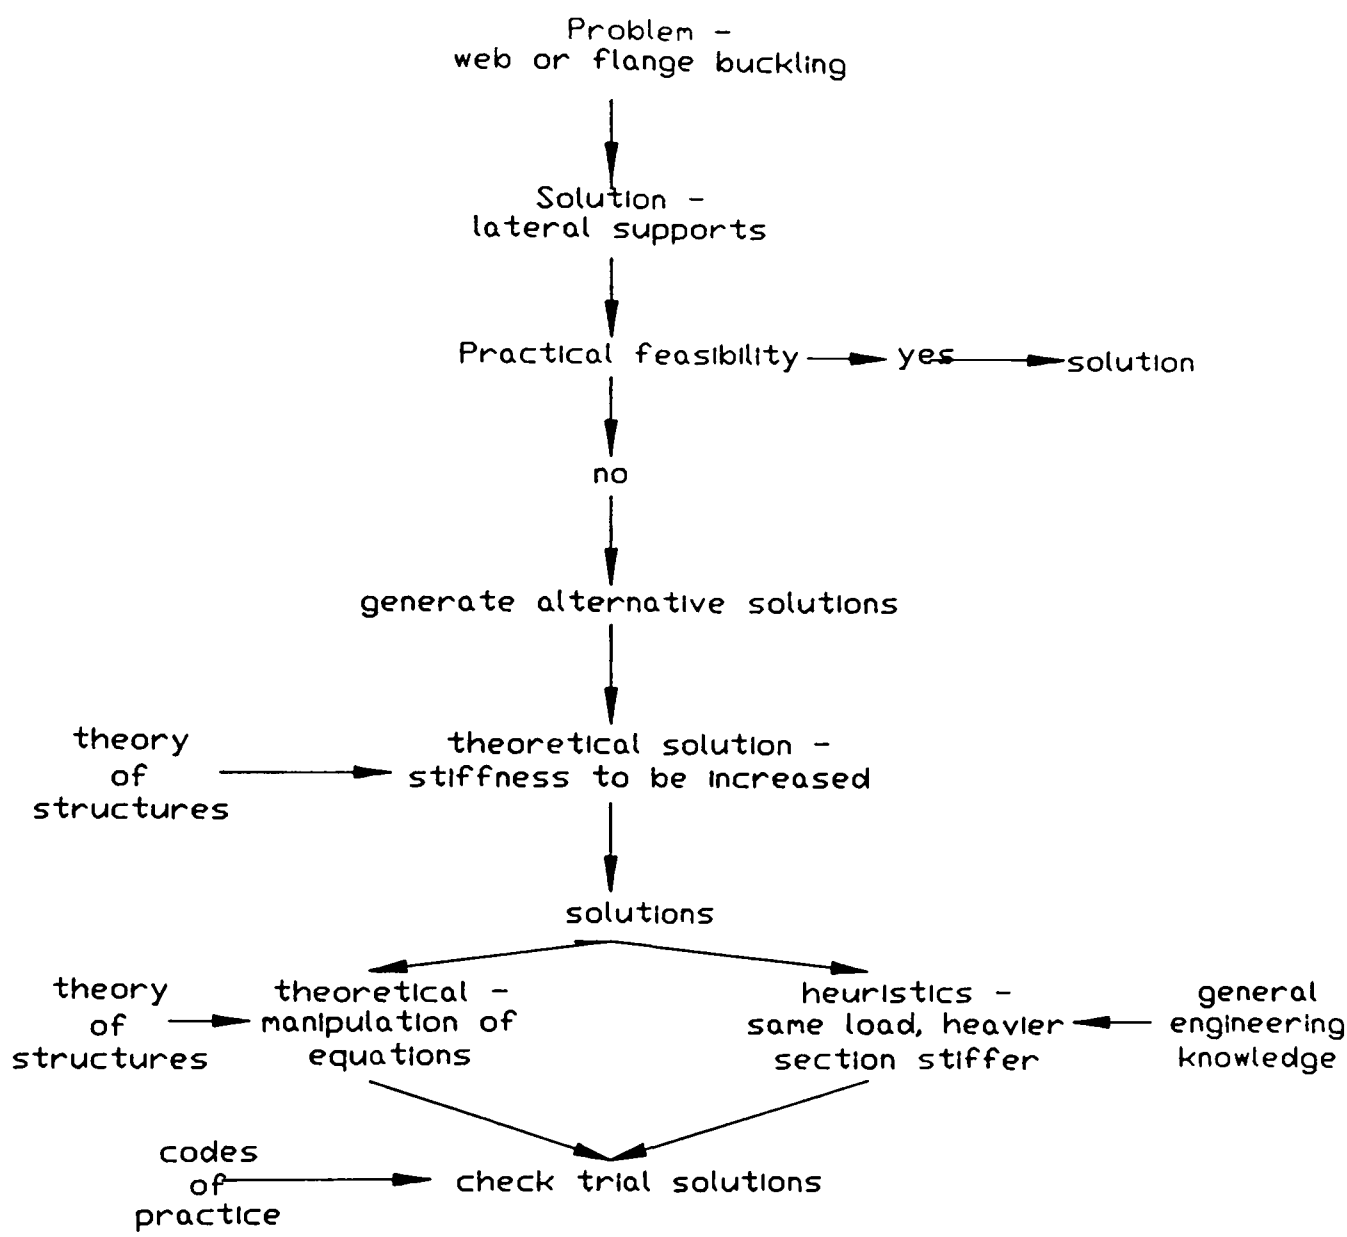 Problem -
web or flange buckling
Solution -
lateral supports
Practical feasibility
yes
solution
no
generate alternative solutions
theory
of
structures
theoretical solution -
stiffness to be increased
solutions
theory
of
structures
theoretical -
manipulation of
equations
heuristics -
same load, heavier
section stiffer
general
engineering
knowledge
codes
of
practice
check trial solutions